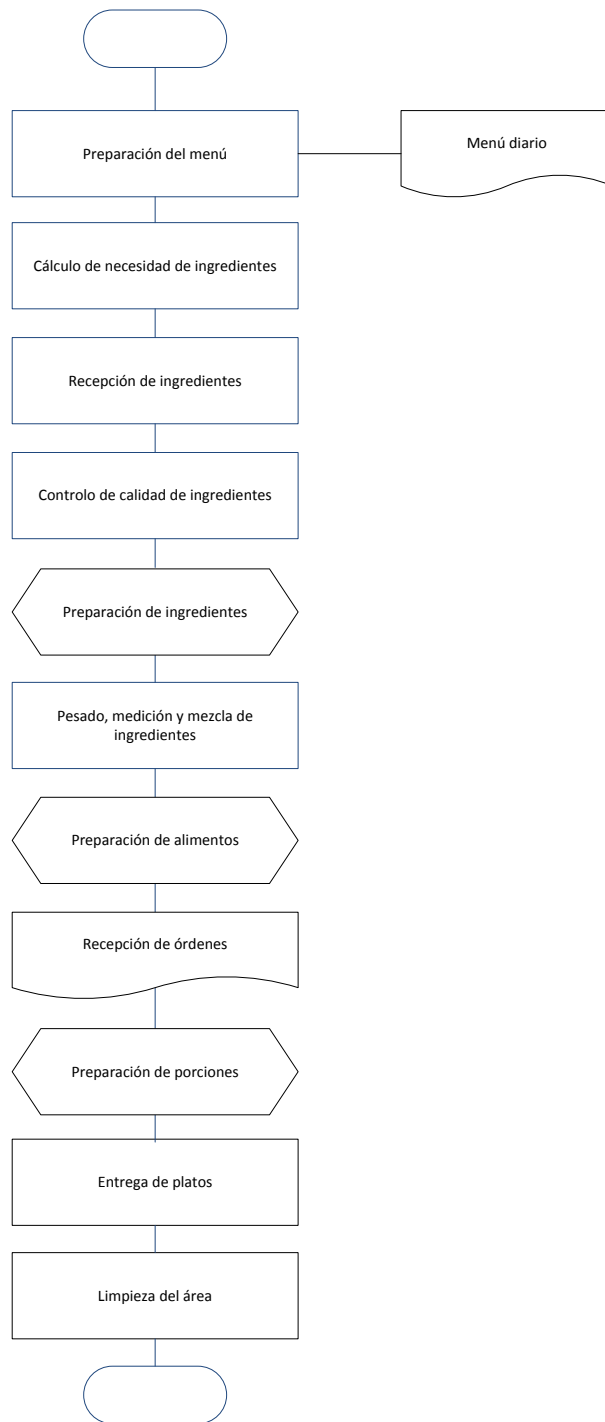 Preparación del menú
Menú diario
Cálculo de necesidad de ingredientes
Recepción de ingredientes
Controlo de calidad de ingredientes
Preparación de ingredientes
Pesado, medición y mezcla de
ingredientes
Preparación de alimentos
Recepción de órdenes
Preparación de porciones
Entrega de platos
Limpieza del área